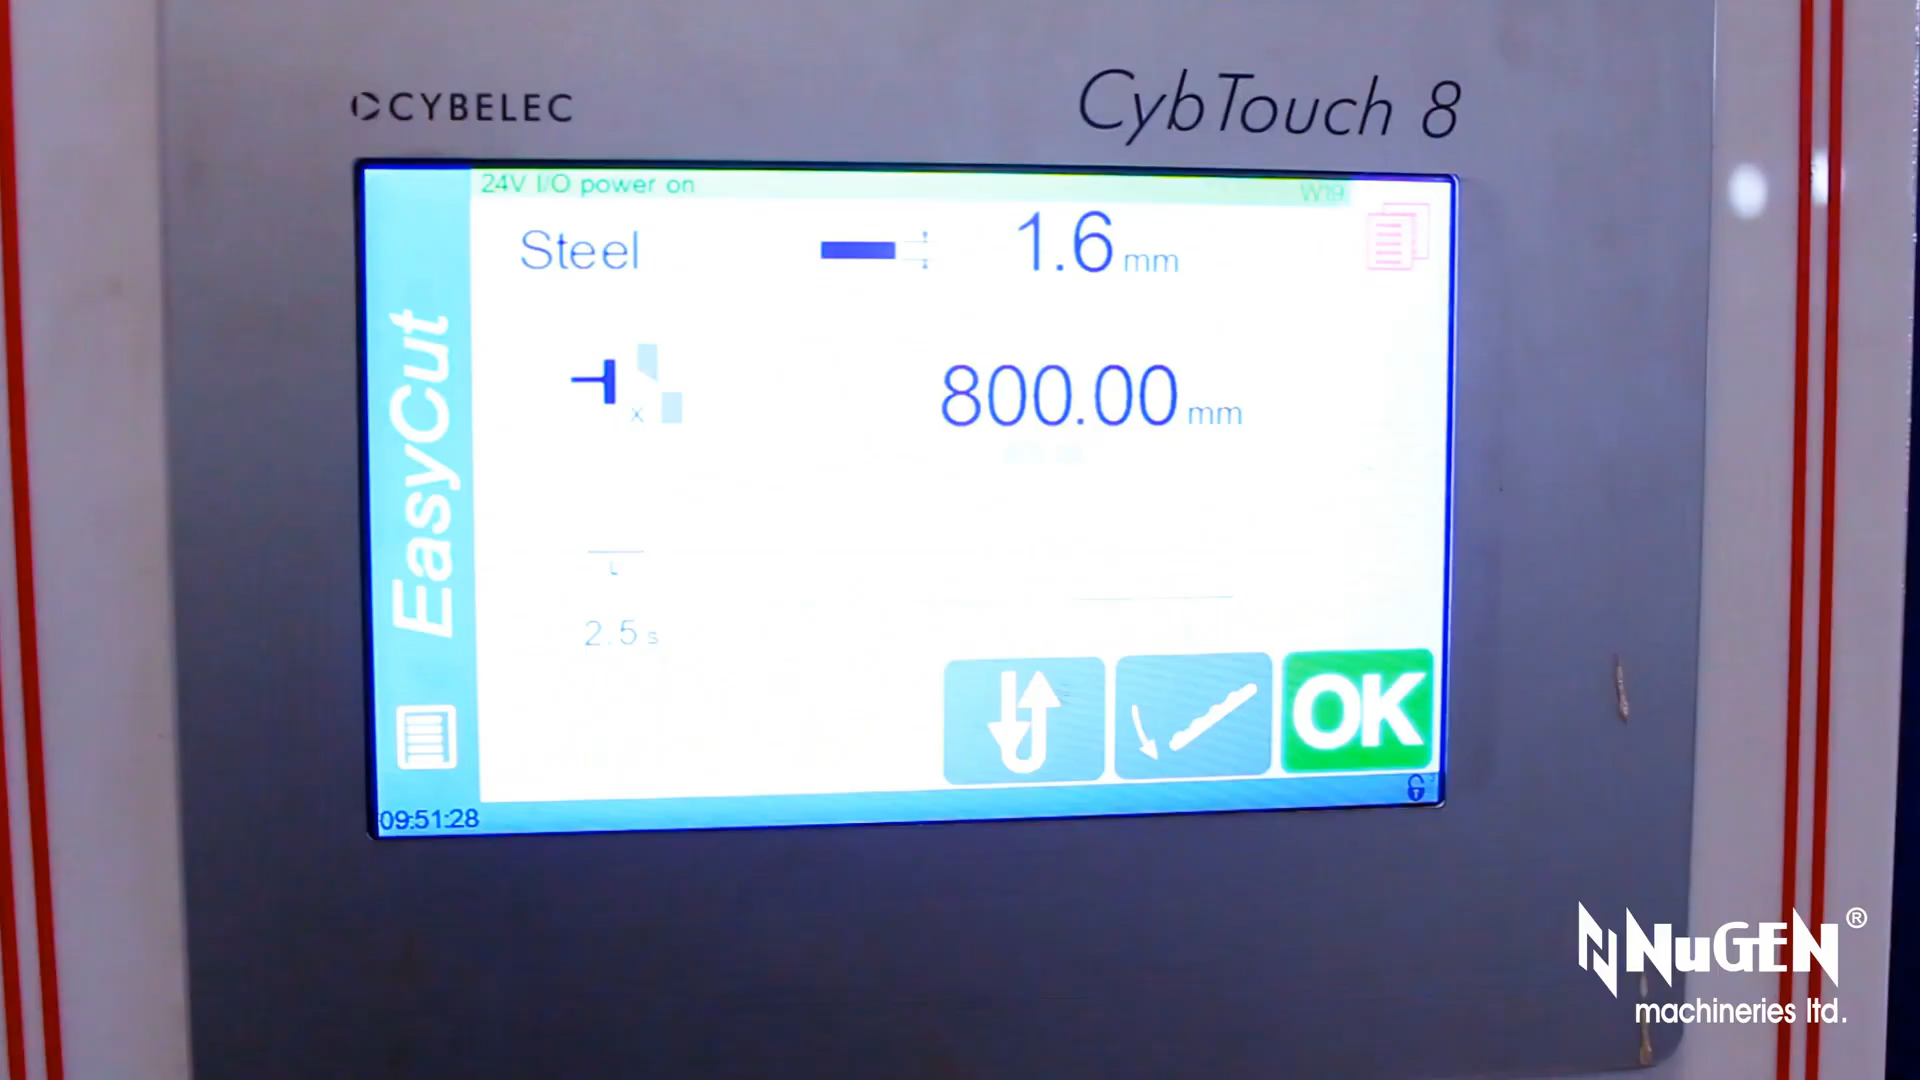 CYBELEC
CybTouch 8
24V I/O power on
W19
Steel
1.6 mm
X
800.00 mm
L
2.5 s
EasyCut
OK
09:51:28
NuGEN®
machineries ltd.